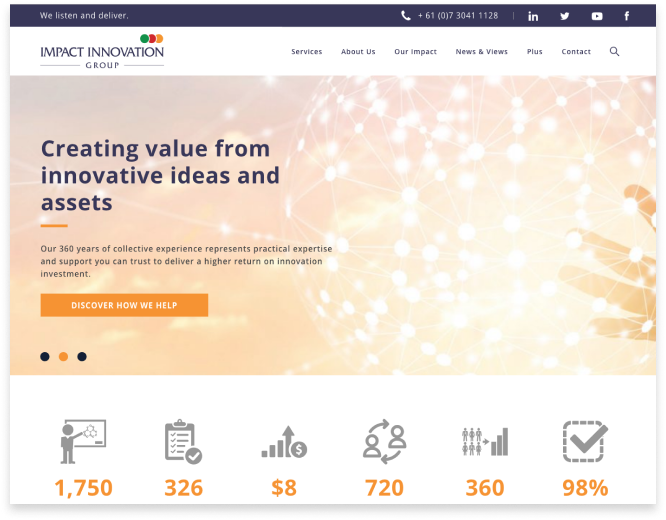 We listen and deliver.
+ 61 (0)7 3041 1128
IMPACT INNOVATION
GROUP
Services About Us Our Impact News & Views Plus Contact
Creating value from
innovative ideas and
assets
Our 360 years of collective experience represents practical expertise
and support you can trust to deliver a higher return on innovation
investment.
DISCOVER HOW WE HELP
1,750 326 $8 720 360 98%